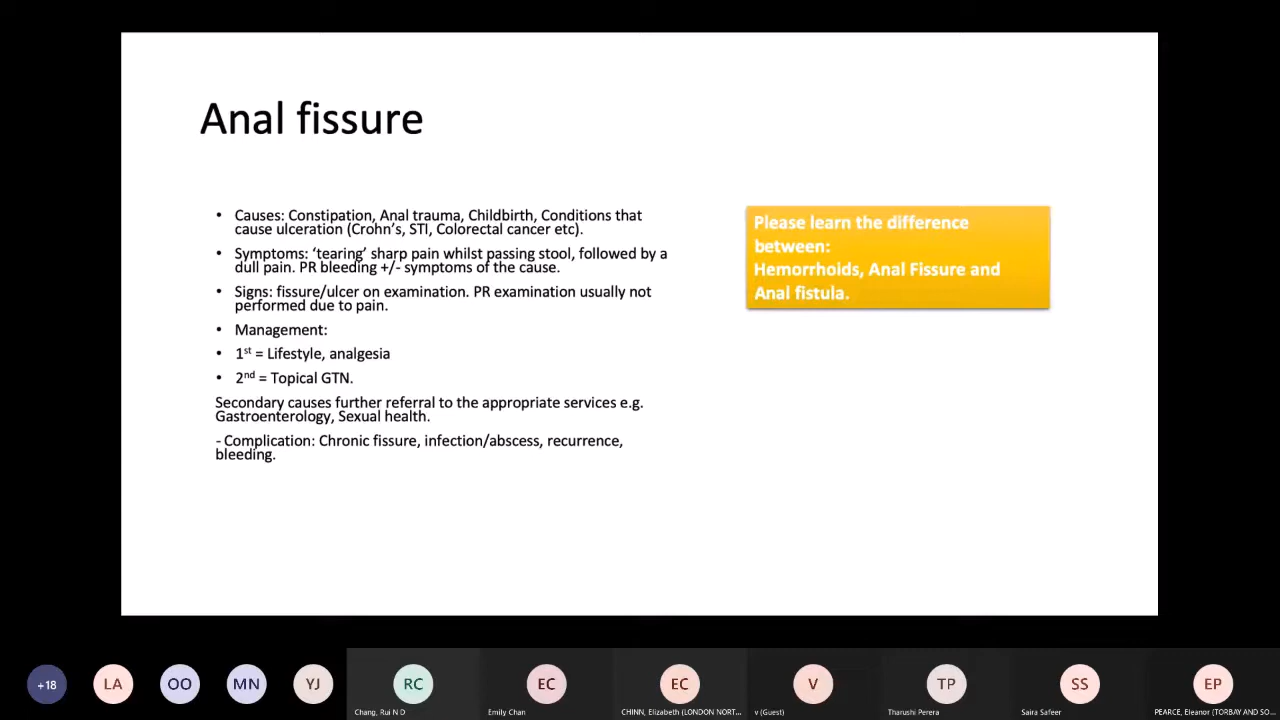 Anal fissure
• Causes: Constipation, Anal trauma, Childbirth, Conditions that
cause ulceration (Crohn's, STI, Colorectal cancer etc).
• Symptoms: ‘tearing’ sharp pain whilst passing stool, followed by a
dull pain. PR bleeding +/- symptoms of the cause.
• Signs: fissure/ulcer on examination. PR examination usually not
performed due to pain.
• Management:
• 1st = Lifestyle, analgesia
• 2nd = Topical GTN.
Secondary causes further referral to the appropriate services e.g.
Gastroenterology, Sexual health.
- Complication: Chronic fissure, infection/abscess, recurrence,
bleeding.
Please learn the difference
between:
Hemorrhoids, Anal Fissure and
Anal fistula.
+18
LA
OO
MN
YJ
RC
EC
EC
V
TP
SS
EP
Chang, Rui N D
Emily Chan
CHINN, Elizabeth (LONDON NORT...
v (Guest)
Tharushi Perera
Saira Safeer
PEARCE, Eleanor (TORBAY AND SO...